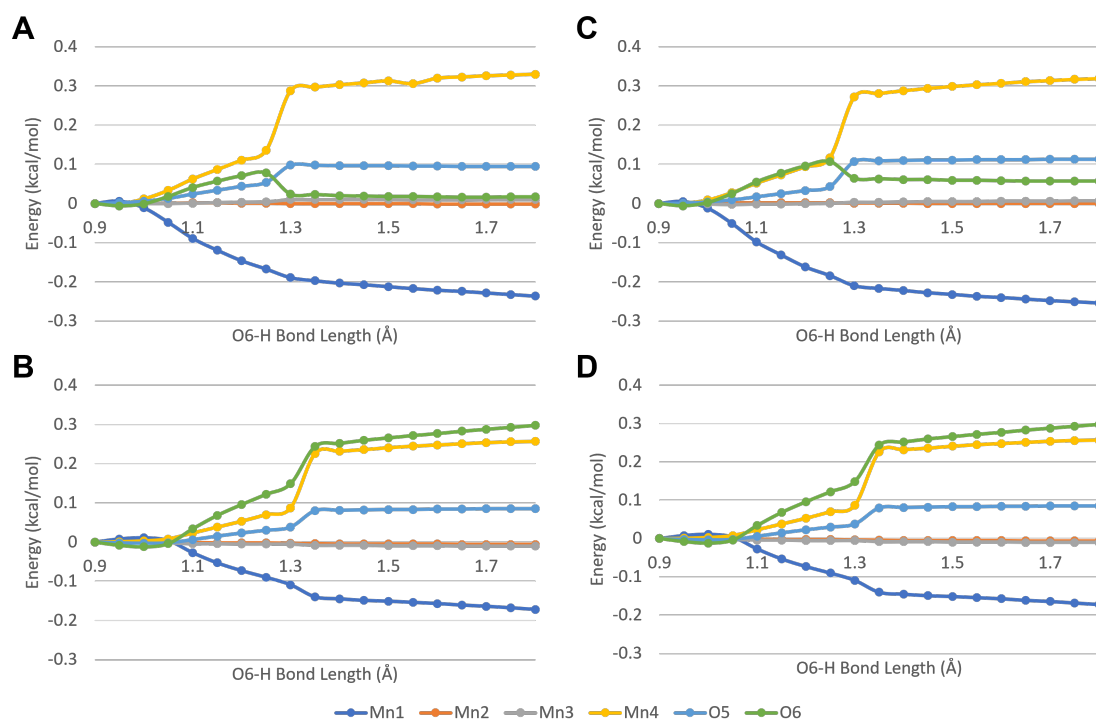 A
0.4
0.3
0.2
0.1
0
-0.1
-0.2
-0.3
0.9 1.1 1.3 1.5 1.7
Energy (kcal/mol)
O6-H Bond Length (Å)
C
0.4
0.3
0.2
0.1
0
-0.1
-0.2
-0.3
0.9 1.1 1.3 1.5 1.7
Energy (kcal/mol)
O6-H Bond Length (Å)
B
0.4
0.3
0.2
0.1
0
-0.1
-0.2
-0.3
0.9 1.1 1.3 1.5 1.7
Energy (kcal/mol)
O6-H Bond Length (Å)
D
0.4
0.3
0.2
0.1
0
-0.1
-0.2
-0.3
0.9 1.1 1.3 1.5 1.7
Energy (kcal/mol)
O6-H Bond Length (Å)
Mn1 Mn2 Mn3 Mn4 O5 O6